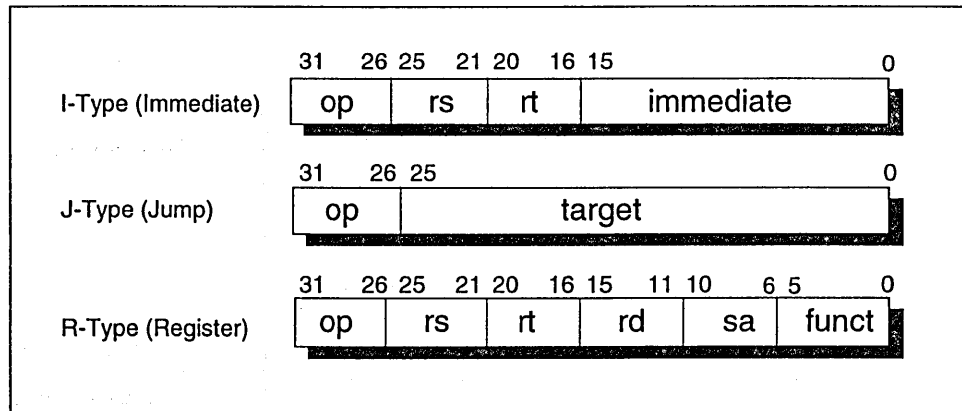 31 26 25 21 20 16 15 0
I-Type (Immediate) op rs rt immediate
31 26 25 0
J-Type (Jump) op target
31 26 25 21 20 16 15 11 10 6 5 0
R-Type (Register) op rs rt rd sa funct